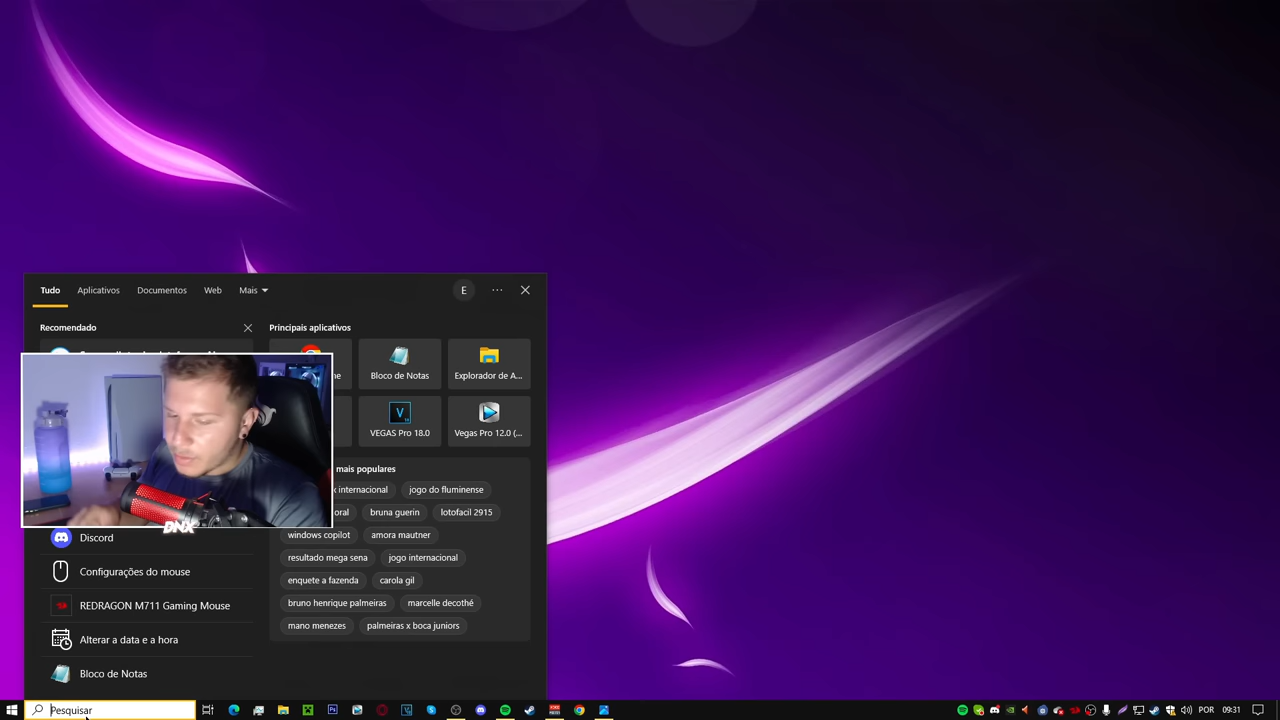 Tudo Aplicativos Documentos Web Mais E ...
Recomendado
Principais aplicativos
Bloco de Notas
Explorador de A...
VEGAS Pro 18.0
Vegas Pro 12.0 (...
mais populares
internacional
jogo do fluminense
bruna guerin
lotofacil 2915
windows copilot
amora mautner
resultado mega sena
jogo internacional
enquete a fazenda
carola gil
bruno henrique palmeiras
marcelle decothé
mano menezes
palmeiras x boca juniors
DNX
Discord
Configurações do mouse
REDRAGON M711 Gaming Mouse
Alterar a data e a hora
Bloco de Notas
Pesquisar
POR 09:31